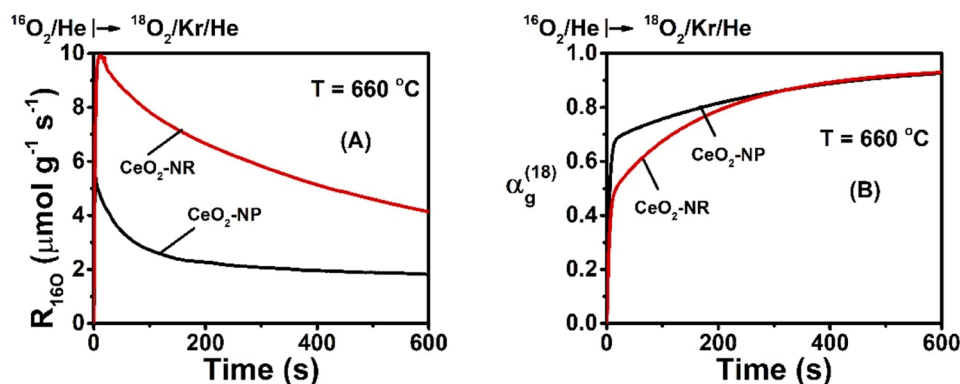 ¹⁶O₂/He | → ¹⁸O₂/Kr/He
10
8
6
4
2
0
R₁₆O (μmol g⁻¹ s⁻¹)
T = 660 °C
(A)
CeO₂-NR
CeO₂-NP
0 200 400 600
Time (s)
¹⁶O₂/He | → ¹⁸O₂/Kr/He
1.0
0.8
0.6
0.4
0.2
0.0
α_g^(18)
CeO₂-NP
T = 660 °C
CeO₂-NR
(B)
0 200 400 600
Time (s)